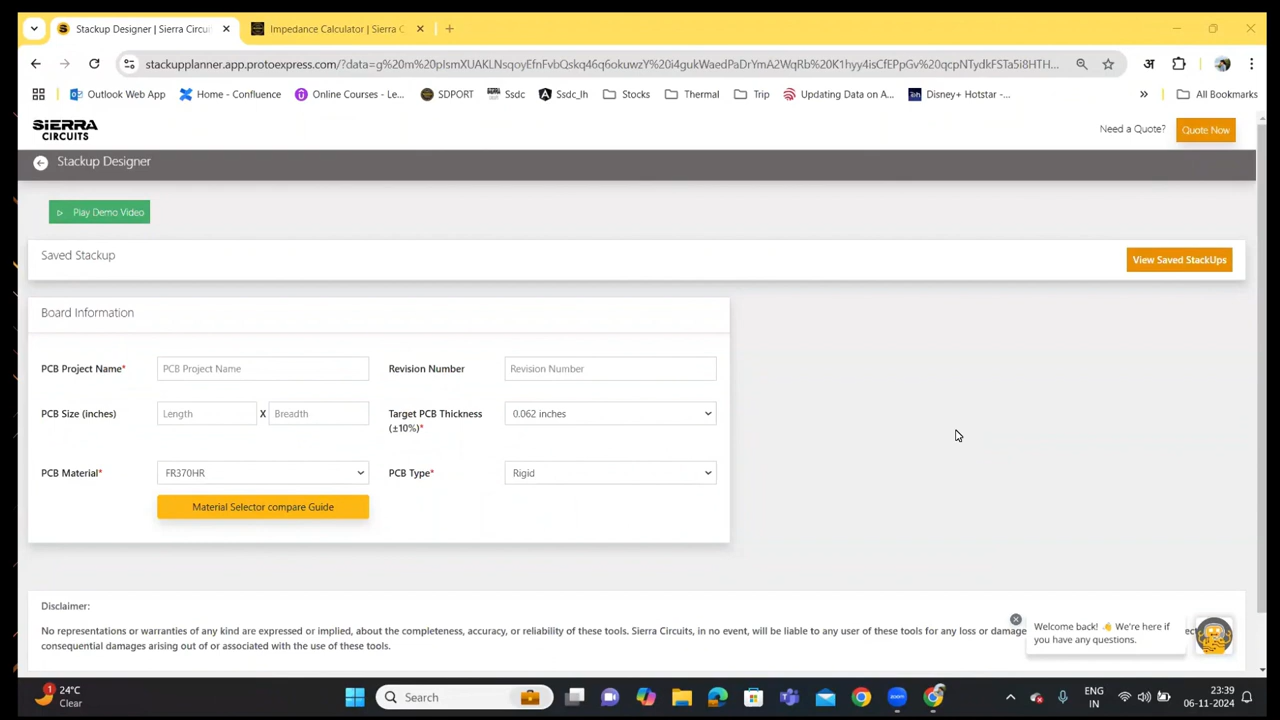 Stackup Designer | Sierra Circui
Impedance Calculator | Sierra C
stackupplanner.app.protoexpress.com/?data=g%20m%20pIsmXUAKLNsqoyEfnFvbQskq46q6okuwzY%20i4gukWaedPaDrYmA2WqRb%20K1hyy4isCfEPpGv%20qcpNTydkFSTa5i8HTH...
अ
Outlook Web App
Home - Confluence
Online Courses - Le...
SDPORT
Ssdc
Ssdc_lh
Stocks
Thermal
Trip
Updating Data on A...
Disney+ Hotstar -...
»
All Bookmarks
SIERRA
CIRCUITS
Need a Quote?
Quote Now
Stackup Designer
Play Demo Video
Saved Stackup
View Saved StackUps
Board Information
PCB Project Name*
PCB Project Name
Revision Number
Revision Number
PCB Size (inches)
Length
X
Breadth
Target PCB Thickness
(±10%)*
0.062 inches
PCB Material*
FR370HR
PCB Type*
Rigid
Material Selector compare Guide
Disclaimer:
No representations or warranties of any kind are expressed or implied, about the completeness, accuracy, or reliability of these tools. Sierra Circuits, in no event, will be liable to any user of these tools for any loss or damage
consequential damages arising out of or associated with the use of these tools.
Welcome back! 👋 We're here if
you have any questions.
1
24°C
Clear
Search
zoom
ENG
IN
23:39
06-11-2024